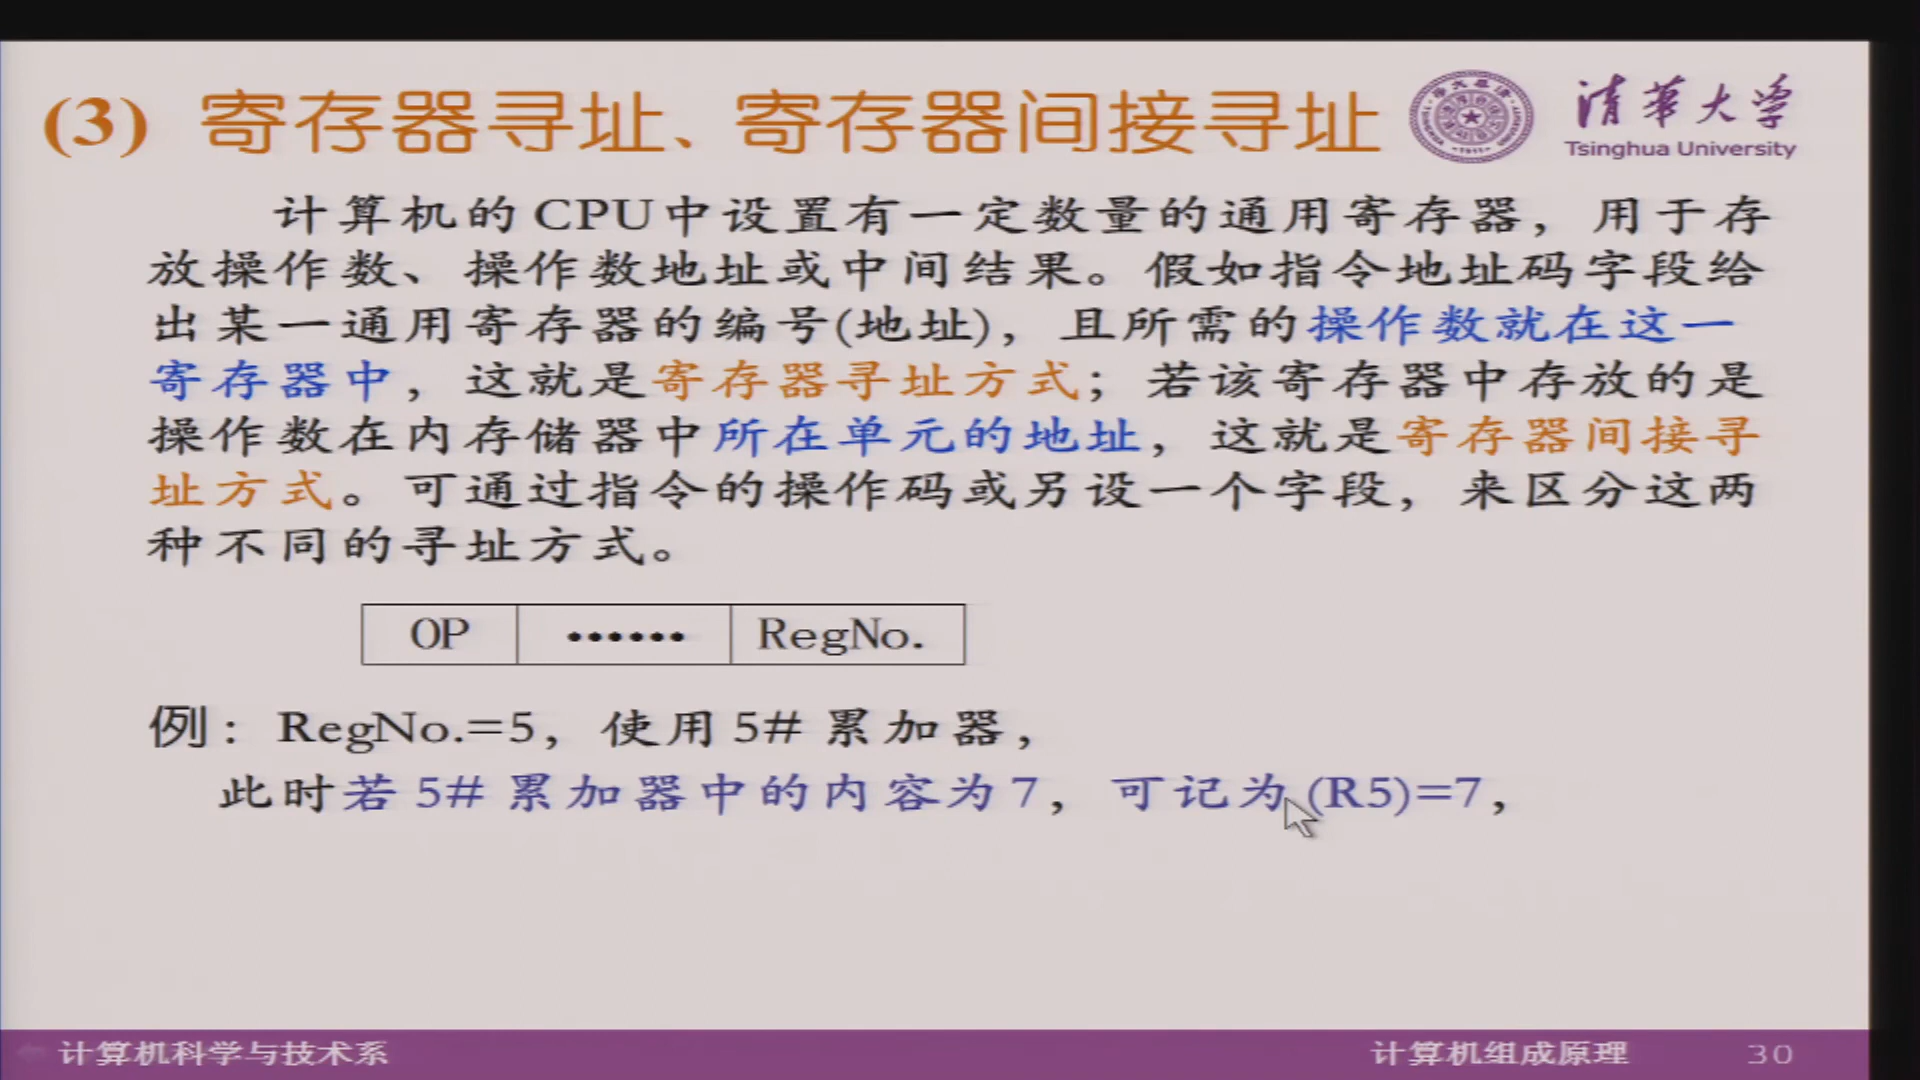 (3) 寄存器寻址、寄存器间接寻址
清华大学
Tsinghua University
计算机的CPU中设置有一定数量的通用寄存器，用于存
放操作数、操作数地址或中间结果。假如指令地址码字段给
出某一通用寄存器的编号(地址)，且所需的操作数就在这一
寄存器中，这就是寄存器寻址方式；若该寄存器中存放的是
操作数在内存储器中所在单元的地址，这就是寄存器间接寻
址方式。可通过指令的操作码或另设一个字段，来区分这两
种不同的寻址方式。
OP ●●●●●● RegNo.
例：RegNo.=5，使用5# 累加器，
此时若5# 累加器中的内容为7，可记为(R5)=7，
计算机科学与技术系 计算机组成原理 30